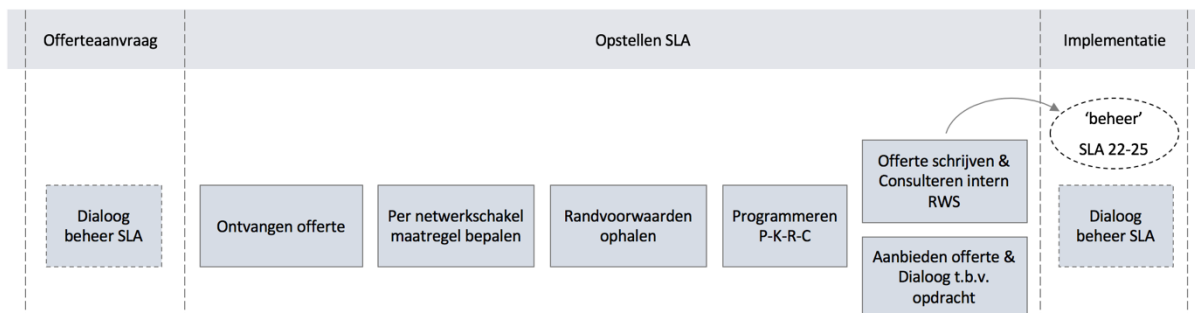 Offerteaanvraag
Opstellen SLA
Implementatie
‘beheer’
SLA 22-25
Offerte schrijven &
Consulteren intern
RWS
Dialoog
beheer SLA
Ontvangen offerte
Per netwerkschakel
maatregel bepalen
Randvoorwaarden
ophalen
Programmeren
P-K-R-C
Dialoog
beheer SLA
Aanbieden offerte &
Dialoog t.b.v.
opdracht